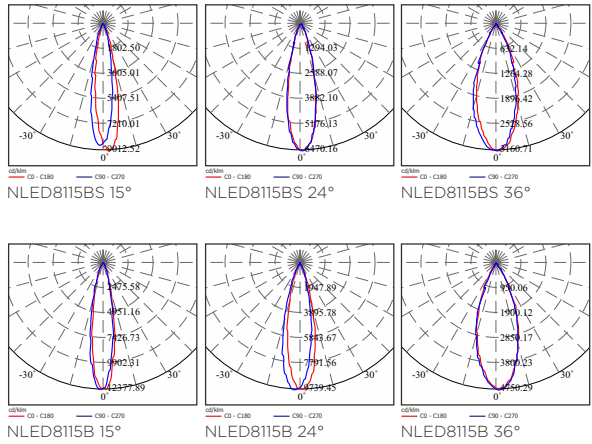 1802.50
3605.01
5407.51
7210.01
9012.52
-30° 30°
0°
cd/klm
C0 - C180 C90 - C270
NLED8115BS 15°
1294.03
2588.07
3882.10
5176.13
6470.16
-30° 30°
0°
cd/klm
C0 - C180 C90 - C270
NLED8115BS 24°
632.14
1264.28
1896.42
2528.56
3160.71
-30° 30°
0°
cd/klm
C0 - C180 C90 - C270
NLED8115BS 36°
2475.58
4951.16
7426.73
9902.31
12377.89
-30° 30°
0°
cd/klm
C0 - C180 C90 - C270
NLED8115B 15°
1947.89
3895.78
5843.67
7791.56
9739.45
-30° 30°
0°
cd/klm
C0 - C180 C90 - C270
NLED8115B 24°
950.06
1900.12
2850.17
3800.23
4750.29
-30° 30°
0°
cd/klm
C0 - C180 C90 - C270
NLED8115B 36°